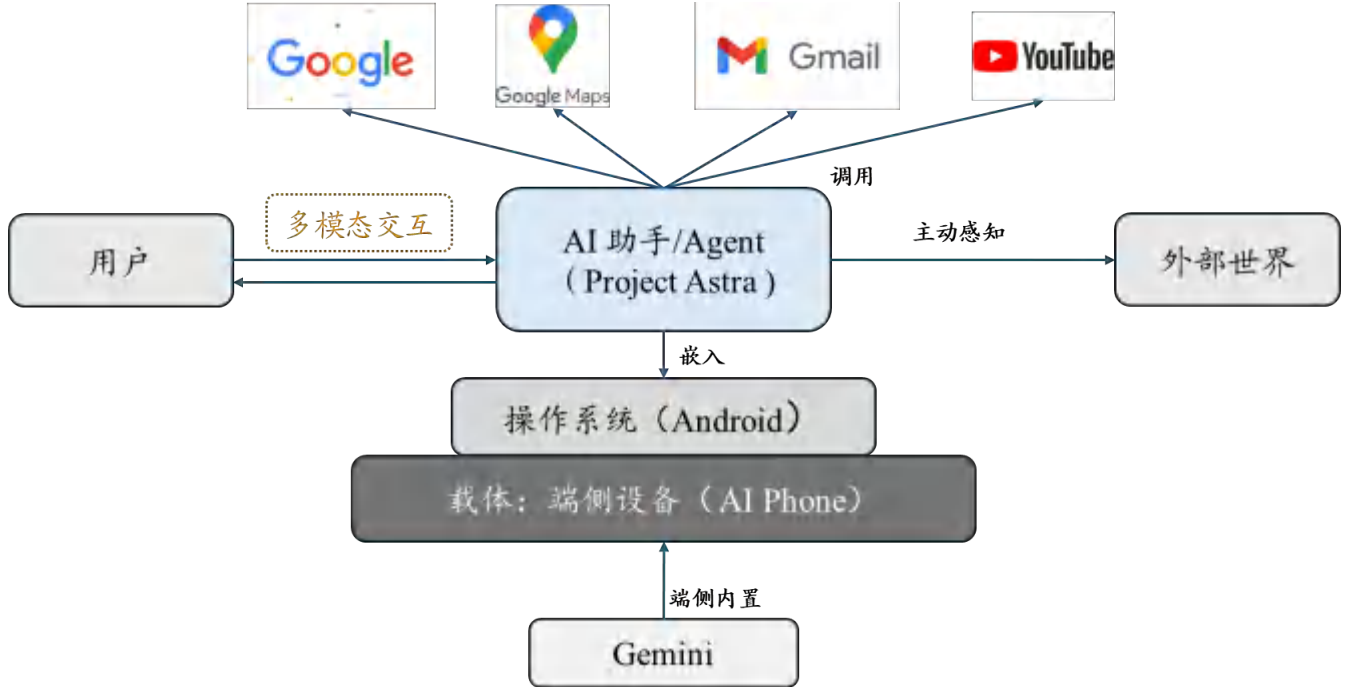 Google
Google Maps
Gmail
YouTube
调用
多模态交互
用户
AI 助手/Agent
（Project Astra）
主动感知
外部世界
嵌入
操作系统（Android）
载体：端侧设备（AI Phone）
端侧内置
Gemini